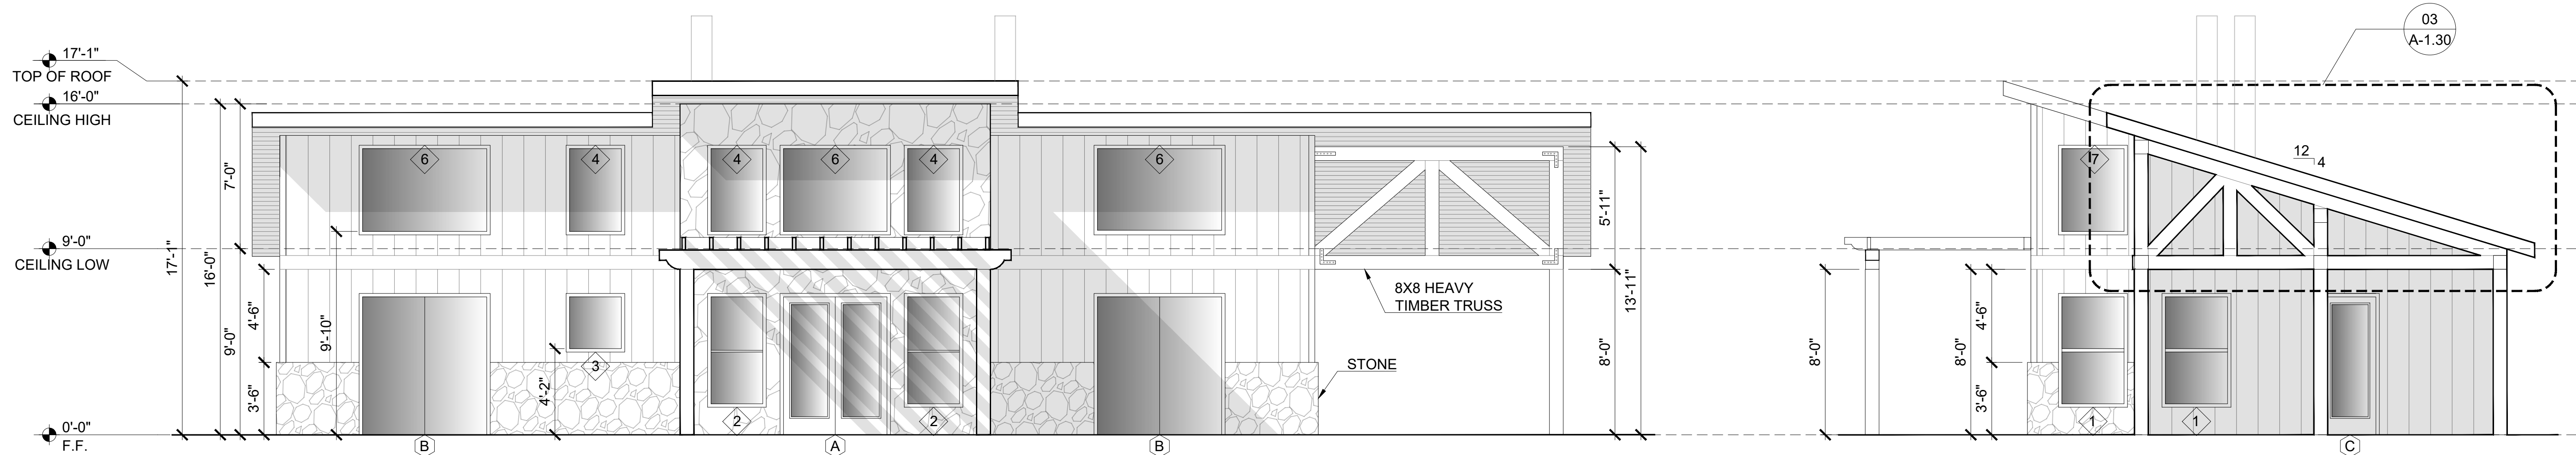 17'-1"
TOP OF ROOF
16'-0"
CEILING HIGH
9'-0"
CEILING LOW
0'-0"
F.F.
17'-1"
16'-0"
7'-0"
9'-0"
4'-6"
3'-6"
9'-10"
4'-2"
6
4
4
6
4
6
3
2
2
B
A
B
8X8 HEAVY
TIMBER TRUSS
STONE
5'-11"
8'-0"
13'-11"
8'-0"
8'-0"
4'-6"
3'-6"
7
12
4
1
1
C
03
A-1.30